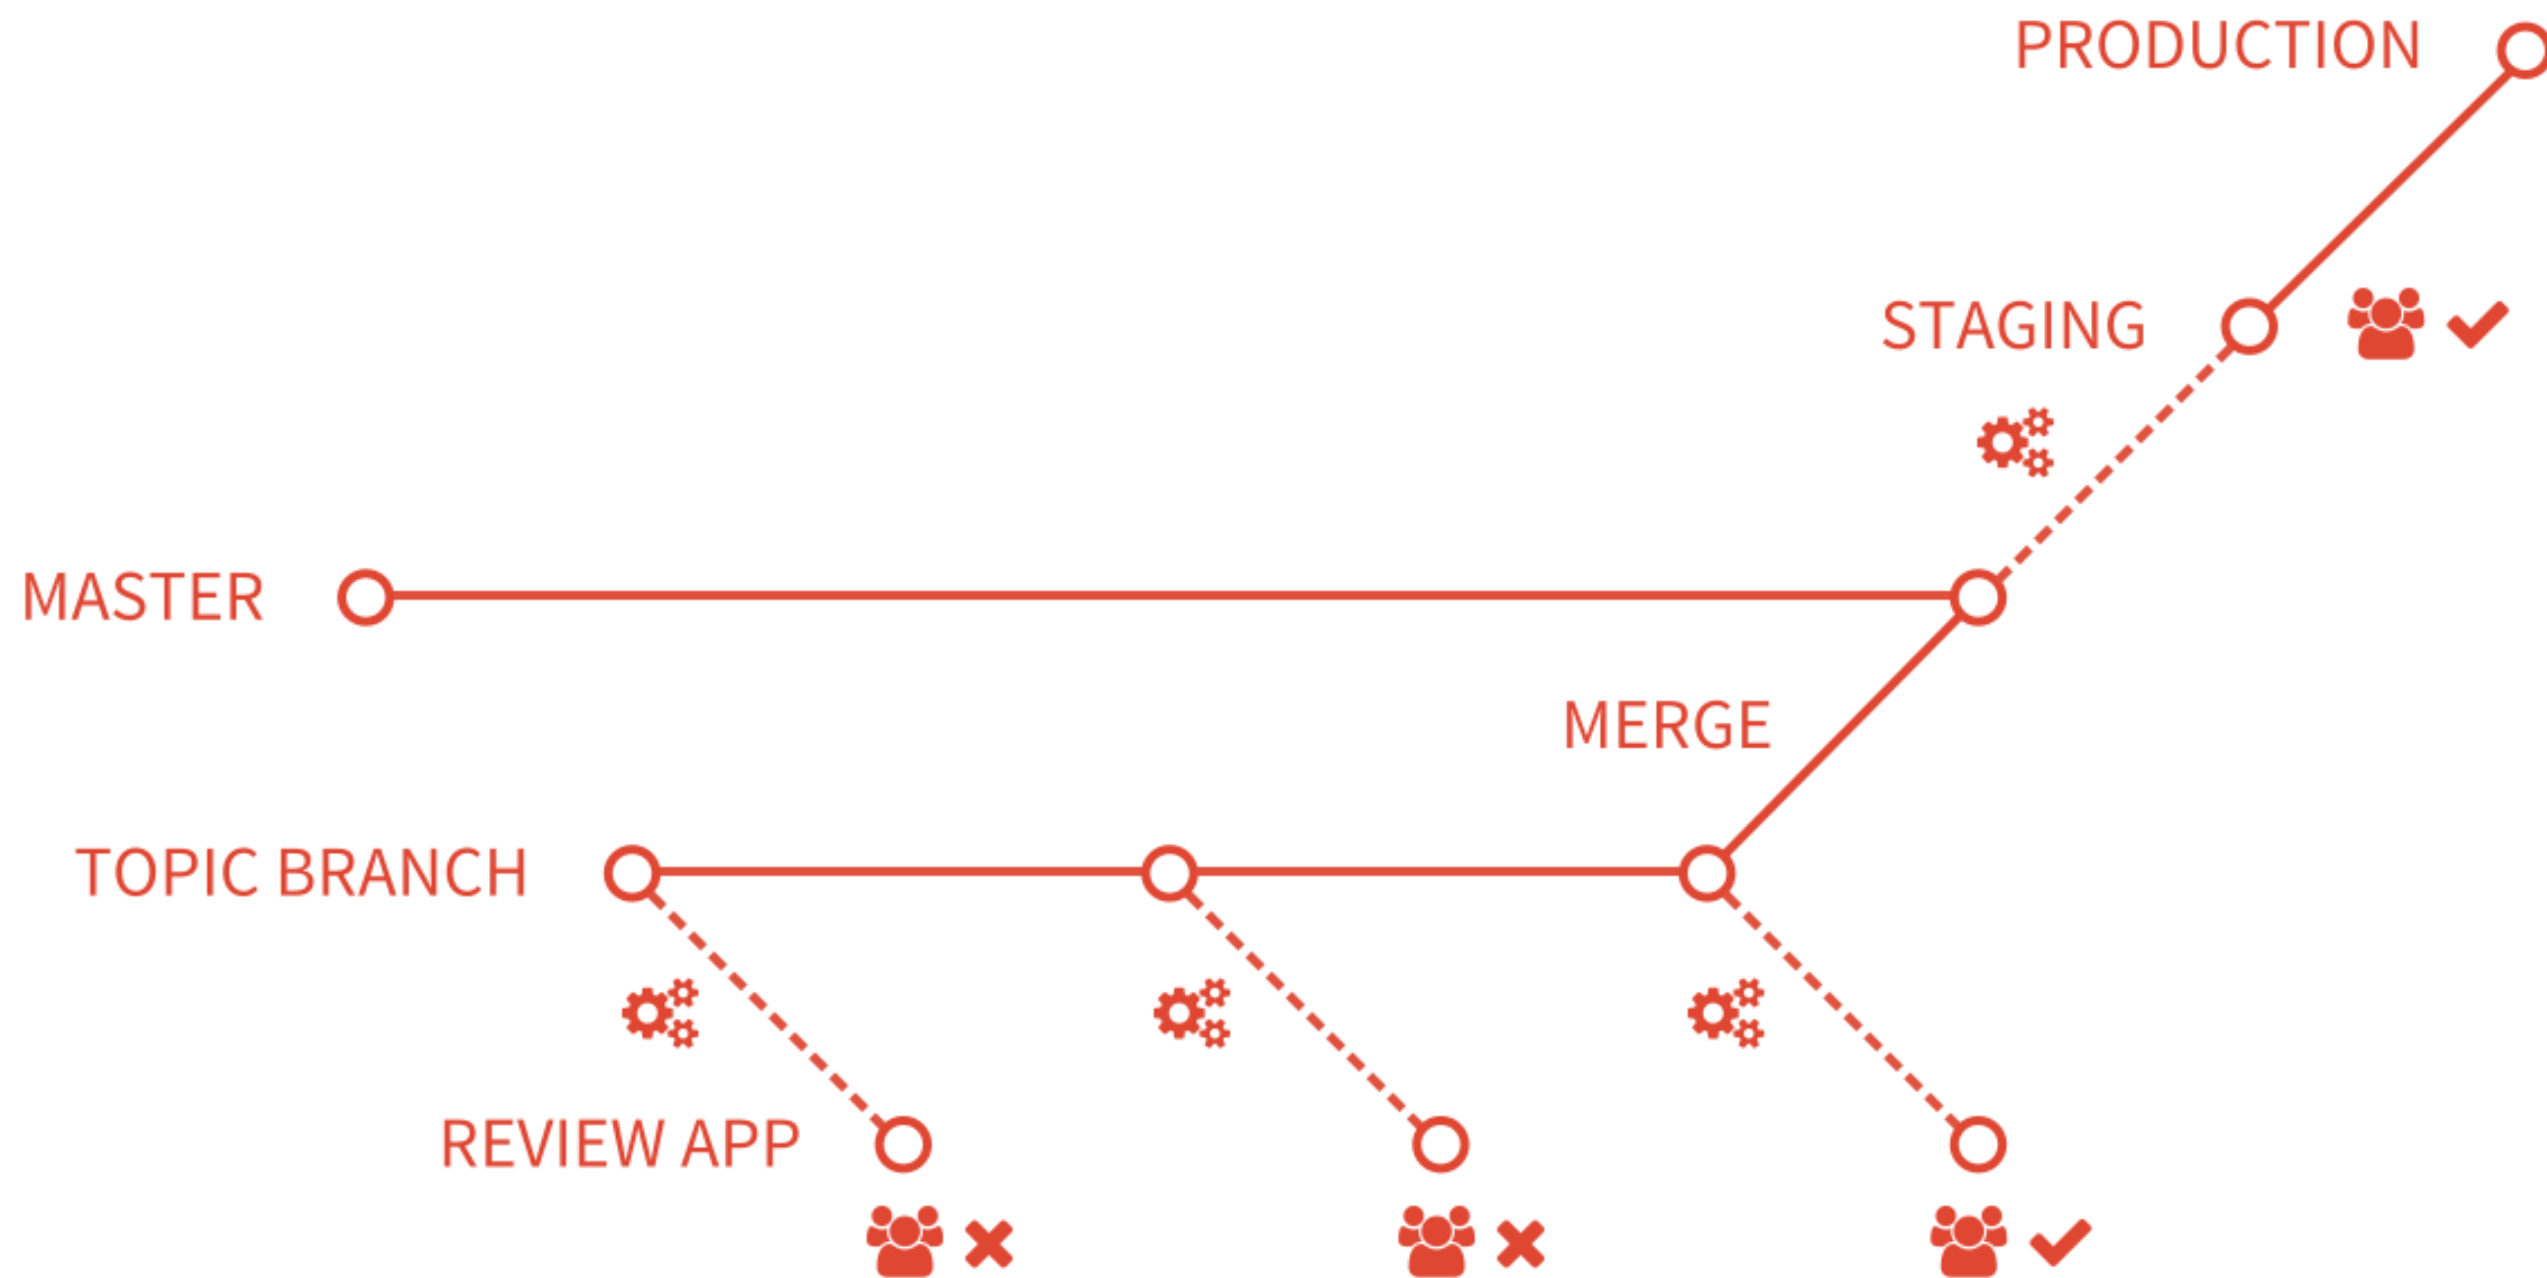 PRODUCTION
STAGING
MASTER
MERGE
TOPIC BRANCH
REVIEW APP